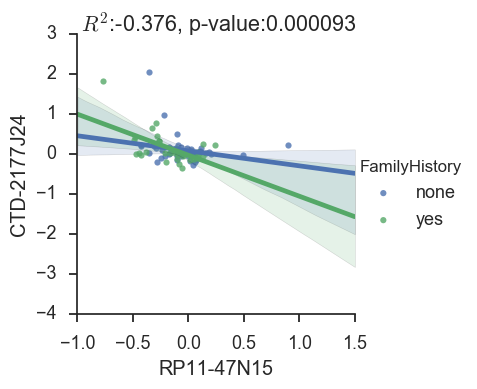 R²:-0.376, p-value:0.000093
3
2
1
0
−1
−2
−3
−4
CTD-2177J24
−1.0 −0.5 0.0 0.5 1.0 1.5
RP11-47N15
FamilyHistory
none
yes